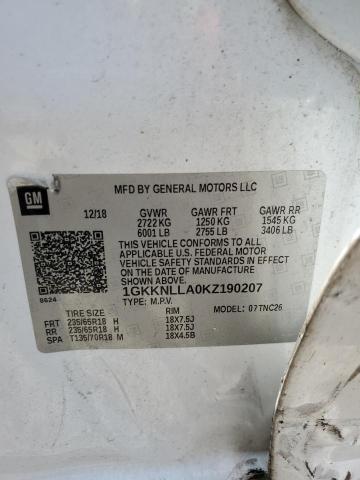 GM
MFD BY GENERAL MOTORS LLC
12/18 GVWR GAWR FRT GAWR RR
2722 KG 1250 KG 1545 KG
6001 LB 2755 LB 3406 LB
THIS VEHICLE CONFORMS TO ALL
APPLICABLE U.S. FEDERAL MOTOR
VEHICLE SAFETY STANDARDS IN
EFFECT ON THE DATE OF
MANUFACTURE SHOWN ABOVE.
1GKKNLLA0KZ190207
8624
TYPE: M.P.V.
MODEL: 07TNC26
TIRE SIZE RIM
FRT 235/65R18 H 18X7.5J
RR 235/65R18 H 18X7.5J
SPA T135/70R18 M 18X4.5B